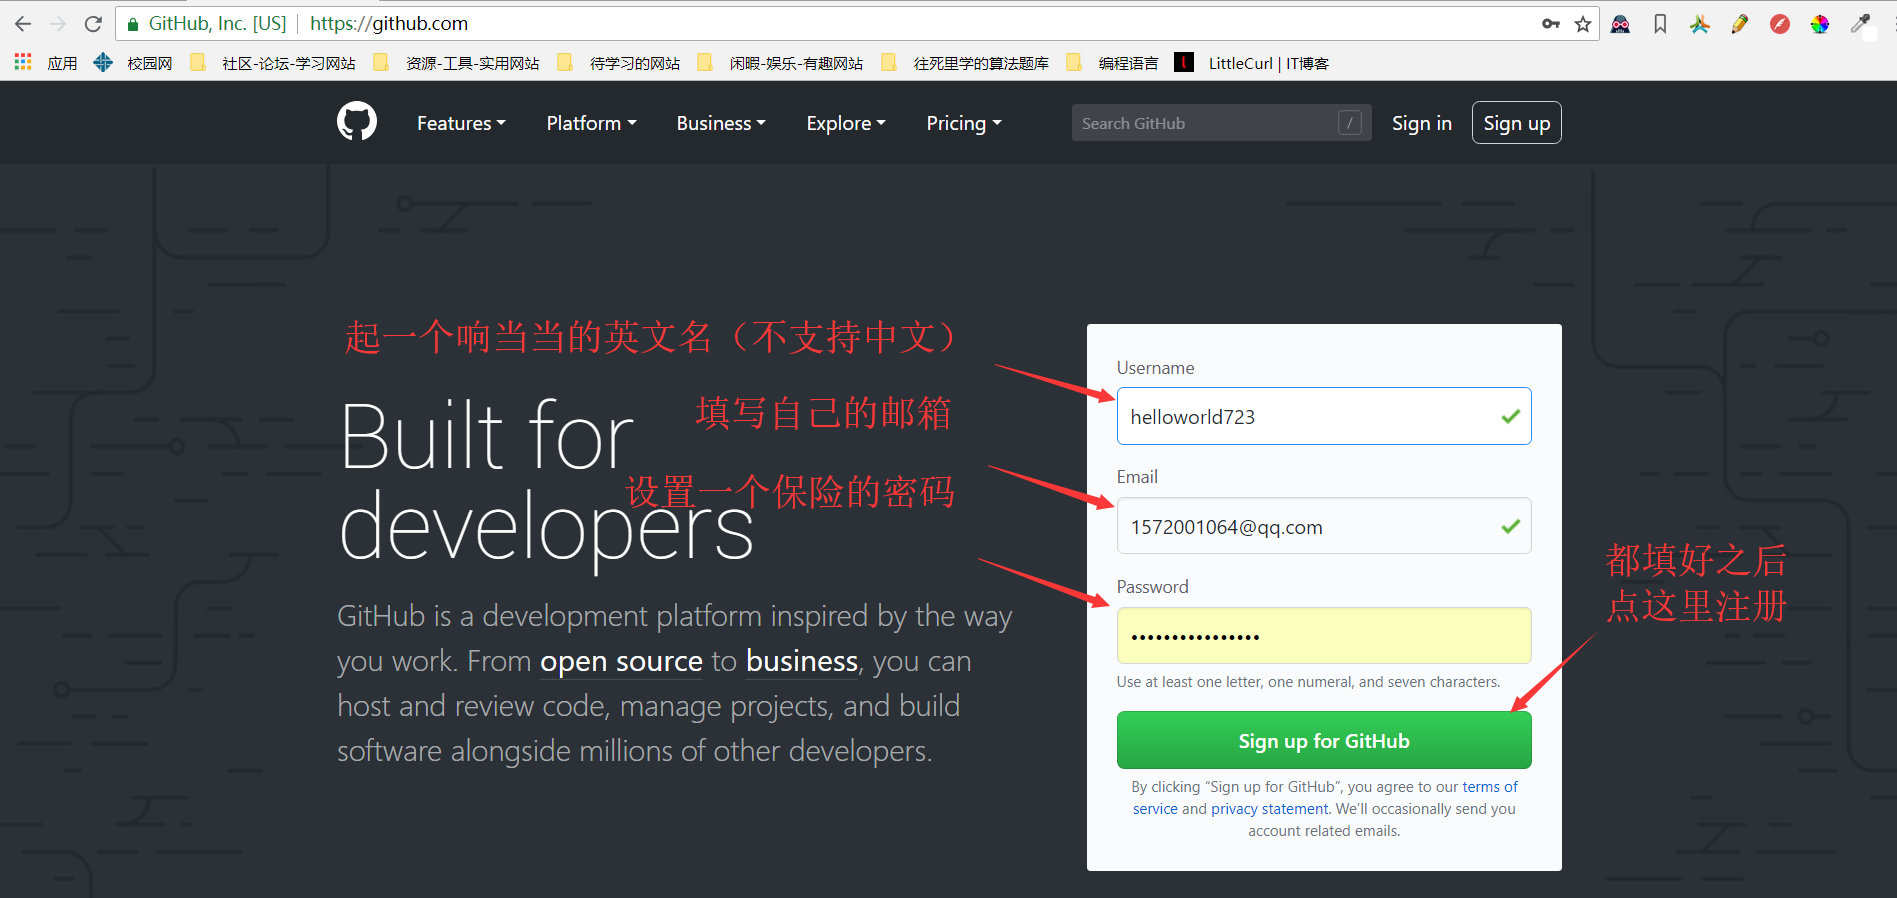 GitHub, Inc. [US] | https://github.com
应用 校园网 社区-论坛-学习网站 资源-工具-实用网站 待学习的网站 闲暇-娱乐-有趣网站 往死里学的算法题库 编程语言 LittleCurl | IT博客
Features Platform Business Explore Pricing Search GitHub / Sign in Sign up
起一个响当当的英文名（不支持中文）
填写自己的邮箱
设置一个保险的密码
Built for
developers
GitHub is a development platform inspired by the way
you work. From open source to business, you can
host and review code, manage projects, and build
software alongside millions of other developers.
Username
helloworld723
Email
1572001064@qq.com
Password
••••••••••••••••
Use at least one letter, one numeral, and seven characters.
都填好之后
点这里注册
Sign up for GitHub
By clicking “Sign up for GitHub”, you agree to our terms of
service and privacy statement. We’ll occasionally send you
account related emails.